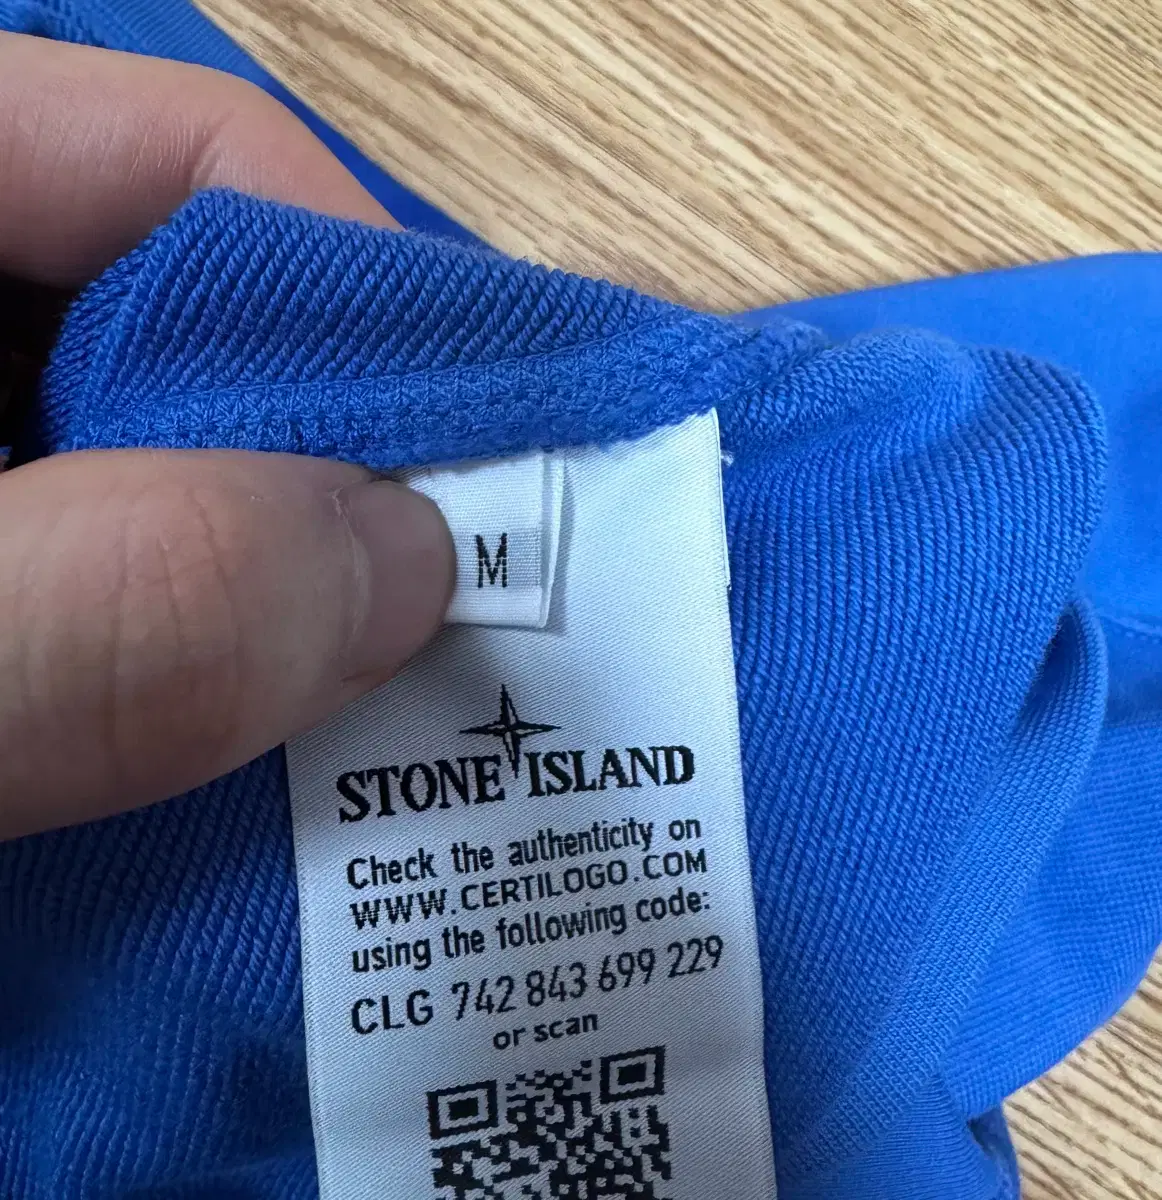 M
STONE ISLAND
Check the authenticity on
WWW.CERTILOGO.COM
using the following code:
CLG 742 843 699 229
or scan